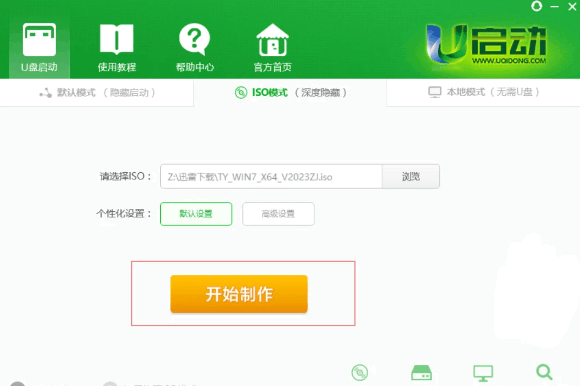 U启动
WWW.UQIDONG.COM
U盘启动
使用教程
帮助中心
官方首页
默认模式（隐藏启动）
ISO模式（深度隐藏）
本地模式（无需U盘）
请选择ISO： Z:\迅雷下载\TY_WIN7_X64_V2023ZJ.iso 浏览
个性化设置： 默认设置 高级设置
开始制作